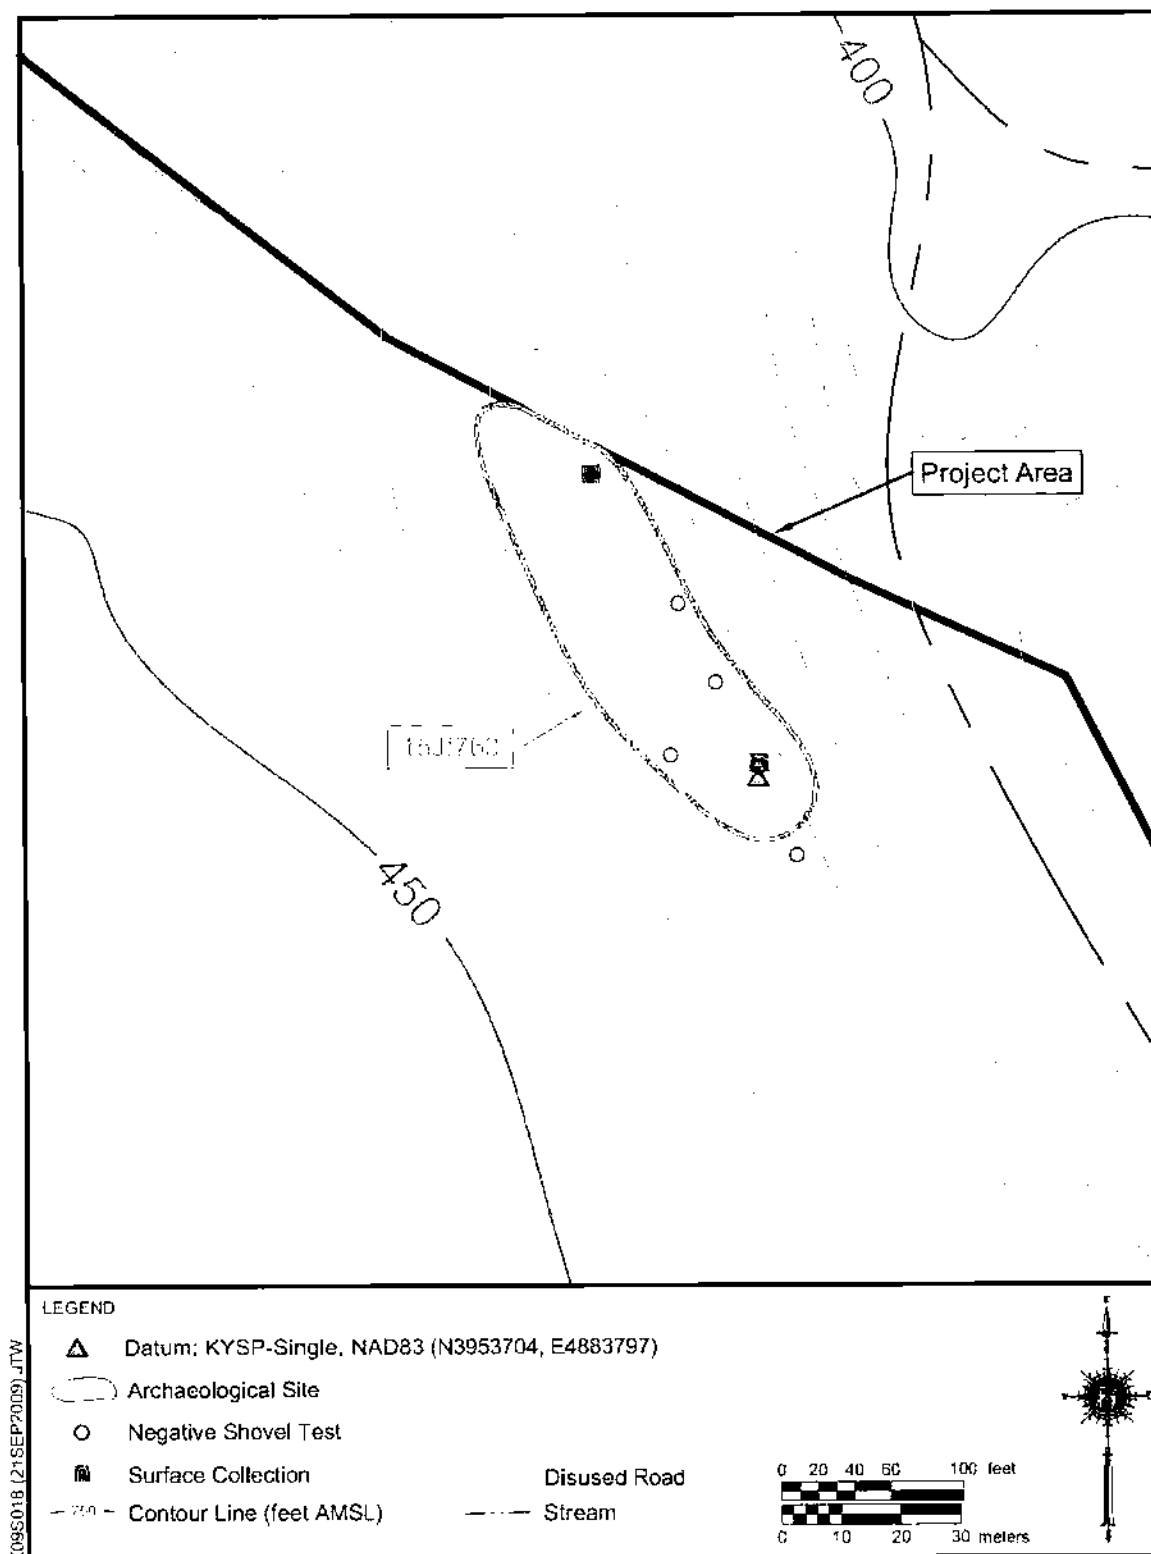 400
Project Area
450
LEGEND
Datum: KYSP-Single, NAD83 (N3953704, E4883797)
Archaeological Site
Negative Shovel Test
Surface Collection
Disused Road
Contour Line (feet AMSL)
Stream
0 20 40 60 100 feet
0 10 20 30 meters
(21SEP2009) JTW